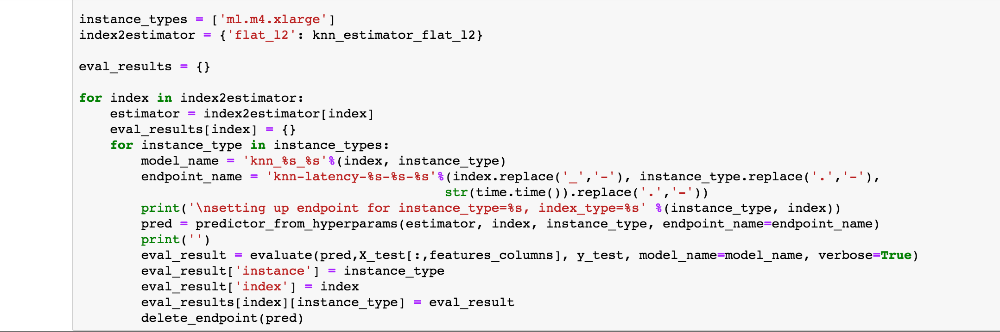 instance_types = ['ml.m4.xlarge']
index2estimator = {'flat_l2': knn_estimator_flat_l2}

eval_results = {}

for index in index2estimator:
    estimator = index2estimator[index]
    eval_results[index] = {}
    for instance_type in instance_types:
        model_name = 'knn_%s_%s'%(index, instance_type)
        endpoint_name = 'knn-latency-%s-%s-%s'%(index.replace('_','-'), instance_type.replace('.','-'),
                                               str(time.time()).replace('.','-'))
        print('\nsetting up endpoint for instance_type=%s, index_type=%s' %(instance_type, index))
        pred = predictor_from_hyperparams(estimator, index, instance_type, endpoint_name=endpoint_name)
        print('')
        eval_result = evaluate(pred,X_test[:,features_columns], y_test, model_name=model_name, verbose=True)
        eval_result['instance'] = instance_type
        eval_result['index'] = index
        eval_results[index][instance_type] = eval_result
        delete_endpoint(pred)